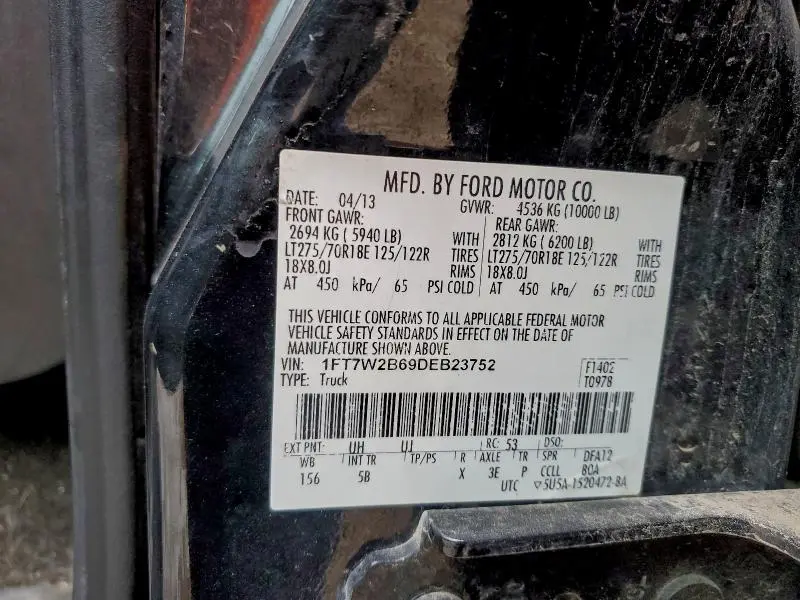 MFD. BY FORD MOTOR CO.
DATE: 04/13 GVWR: 4536 KG (10000 LB)
FRONT GAWR: REAR GAWR:
2694 KG ( 5940 LB) WITH 2812 KG ( 6200 LB) WITH
LT275/70R18E 125/122R TIRES LT275/70R18E 125/122R TIRES
18X8.0J RIMS 18X8.0J RIMS
AT 450 kPa/ 65 PSI COLD AT 450 kPa/ 65 PSI COLD
THIS VEHICLE CONFORMS TO ALL APPLICABLE FEDERAL MOTOR
VEHICLE SAFETY STANDARDS IN EFFECT ON THE DATE OF
MANUFACTURE SHOWN ABOVE.
VIN: 1FT7W2B69DEB23752 F1402
TYPE: Truck T0978
EXT PNT: UH UJ RC: 53 DSO:
WB INT TR TP/PS R AXLE TR SPR DFA12
156 5B X 3E P CCLL 80A
UTC ▽5U5A-1520472-BA